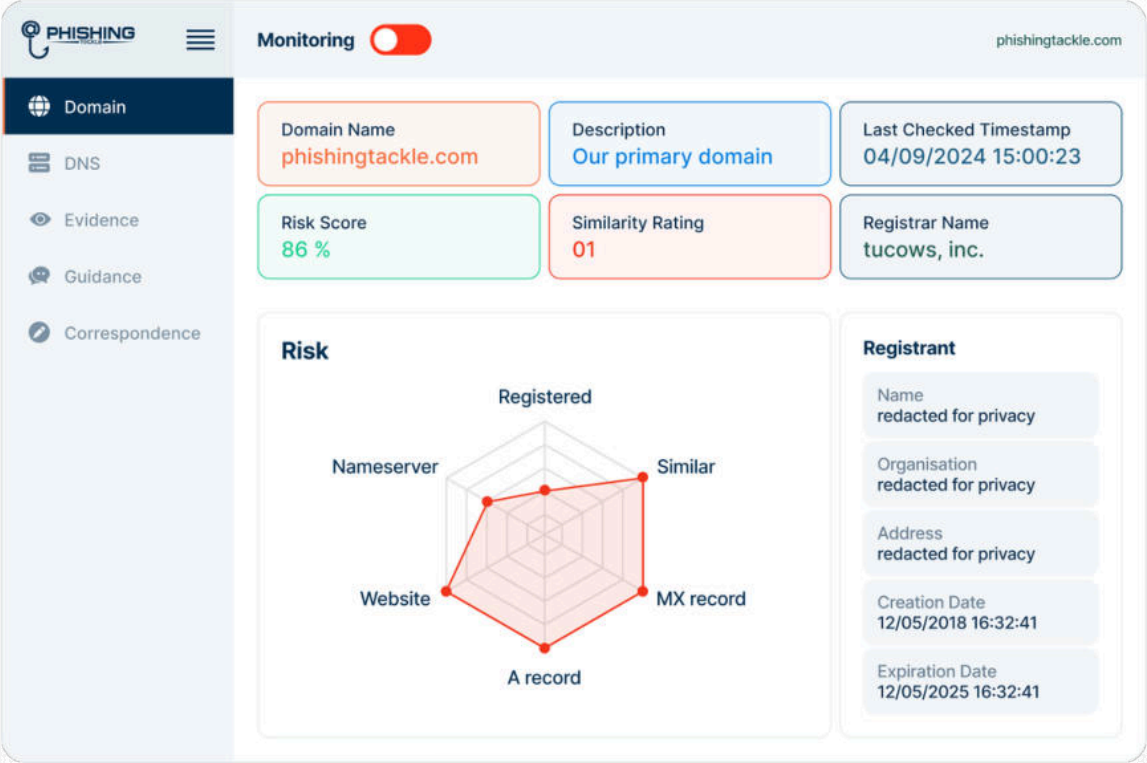 PHISHING
TACKLE
Monitoring
phishingtackle.com
Domain
DNS
Evidence
Guidance
Correspondence
Domain Name
phishingtackle.com
Description
Our primary domain
Last Checked Timestamp
04/09/2024 15:00:23
Risk Score
86 %
Similarity Rating
01
Registrar Name
tucows, inc.
Risk
Registered
Nameserver
Similar
Website
MX record
A record
Registrant
Name
redacted for privacy
Organisation
redacted for privacy
Address
redacted for privacy
Creation Date
12/05/2018 16:32:41
Expiration Date
12/05/2025 16:32:41